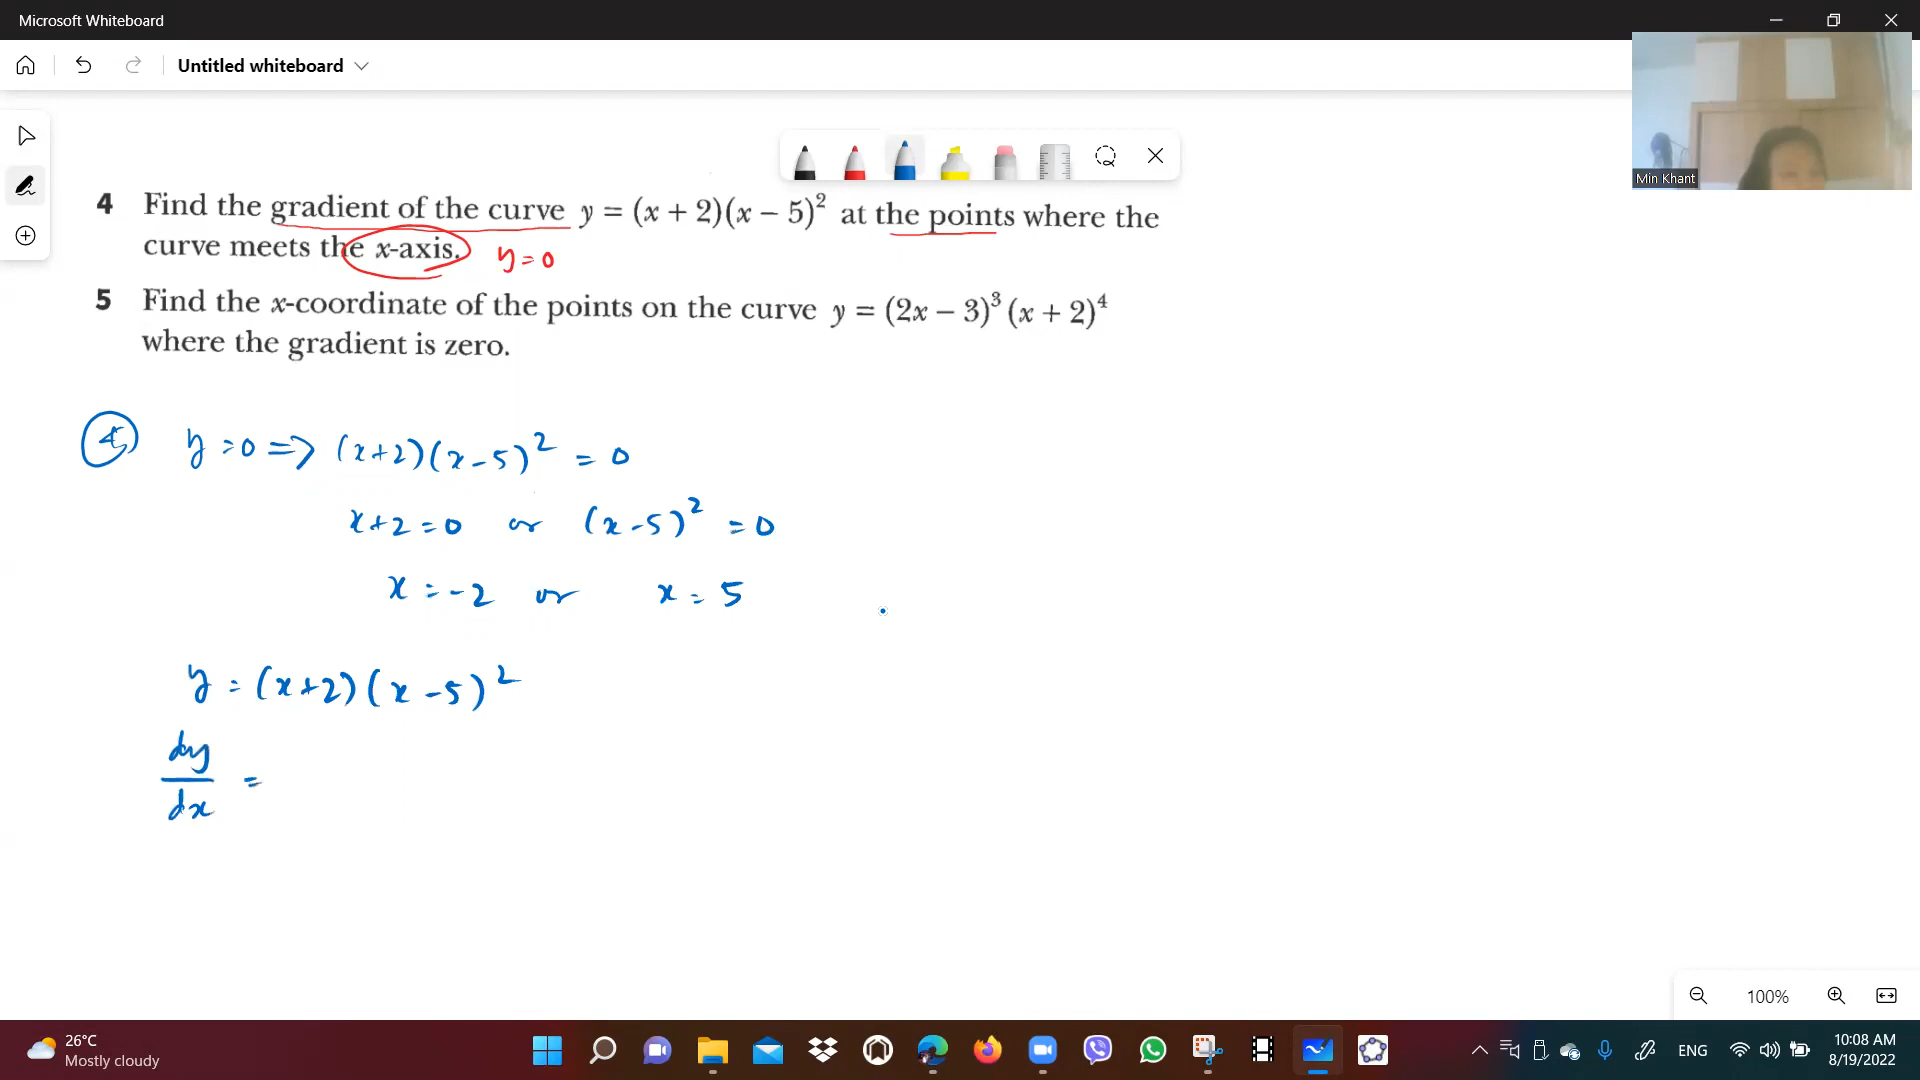 Microsoft Whiteboard
Untitled whiteboard
Min Khant
4 Find the gradient of the curve y = (x + 2)(x − 5)² at the points where the
curve meets the x-axis. y = 0
5 Find the x-coordinate of the points on the curve y = (2x − 3)³ (x + 2)⁴
where the gradient is zero.
4 y = 0 => (x+2)(x-5)² = 0
x+2 = 0 or (x-5)² = 0
x = -2 or x = 5
y = (x+2)(x-5)²
dy
dx =
100%
26°C
Mostly cloudy
ENG
10:08 AM
8/19/2022